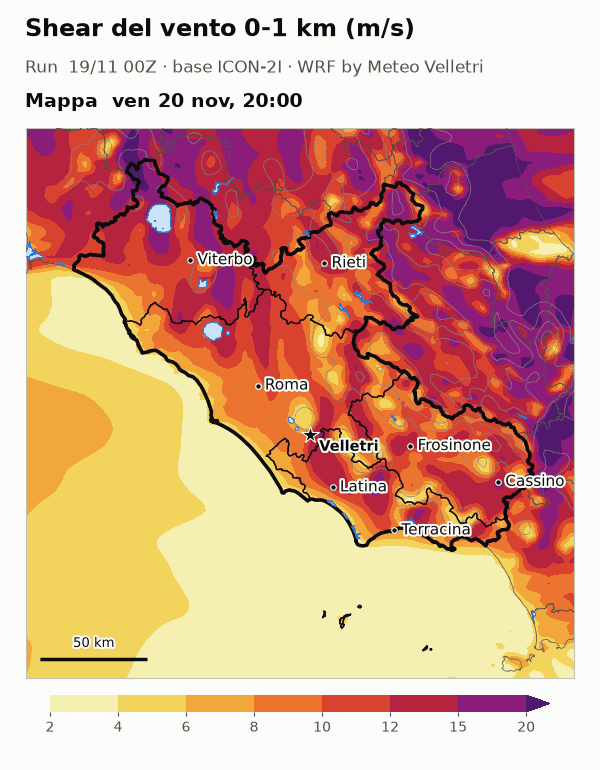 Shear del vento 0-1 km (m/s)
Run  19/11 00Z · base ICON-2I · WRF by Meteo Velletri
Mappa  ven 20 nov, 20:00
Viterbo
Rieti
Roma
Velletri
Frosinone
Latina
Cassino
Terracina
50 km
2 4 6 8 10 12 15 20